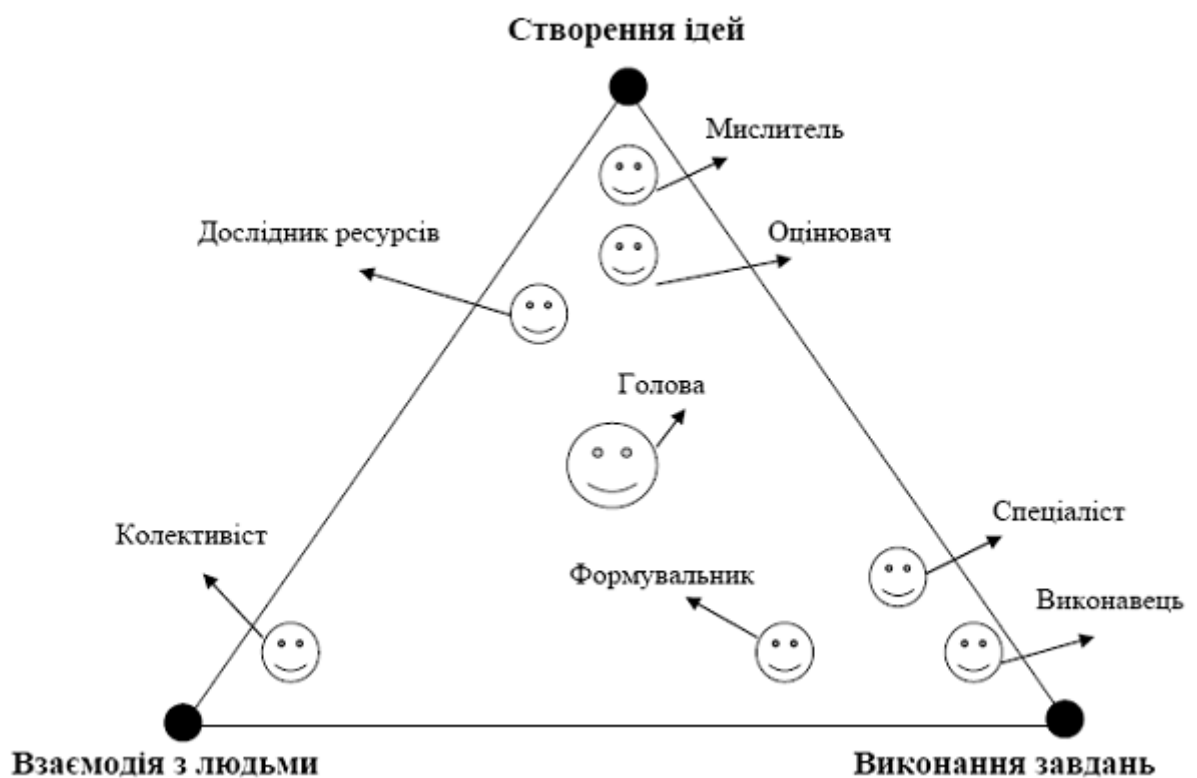 Створення ідей
Мислитель
Дослідник ресурсів
Оцінювач
Голова
Спеціаліст
Колективіст
Формувальник
Виконавець
Взаємодія з людьми
Виконання завдань